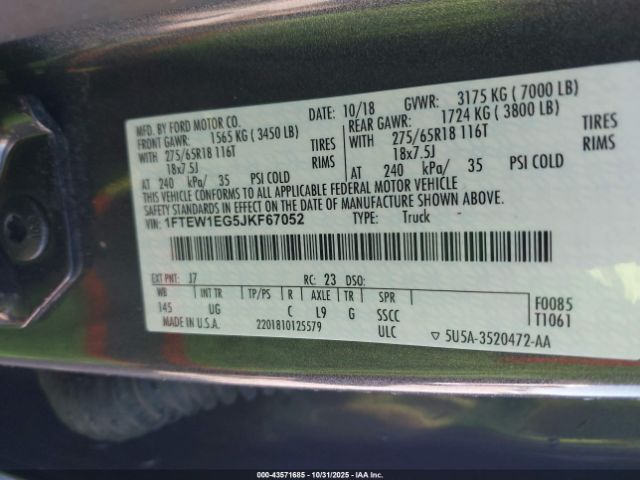 MFD. BY FORD MOTOR CO. DATE: 10/18 GVWR: 3175 KG ( 7000 LB)
FRONT GAWR: 1565 KG ( 3450 LB) REAR GAWR: 1724 KG ( 3800 LB)
WITH 275/65R18 116T TIRES WITH 275/65R18 116T TIRES
18x7.5J RIMS 18x7.5J RIMS
AT 240 kPa/ 35 PSI COLD AT 240 kPa/ 35 PSI COLD
THIS VEHICLE CONFORMS TO ALL APPLICABLE FEDERAL MOTOR VEHICLE
SAFETY STANDARDS IN EFFECT ON THE DATE OF MANUFACTURE SHOWN ABOVE.
VIN: 1FTEW1EG5JKF67052 TYPE: Truck
EXT PNT: J7 RC: 23 DSO:
WB INT TR TP/PS R AXLE TR SPR F0085
145 UG C L9 G SSCC T1061
MADE IN U.S.A. 2201810125579 ULC ▽ 5U5A-3520472-AA
000-43571685 - 10/31/2025 - IAA Inc.